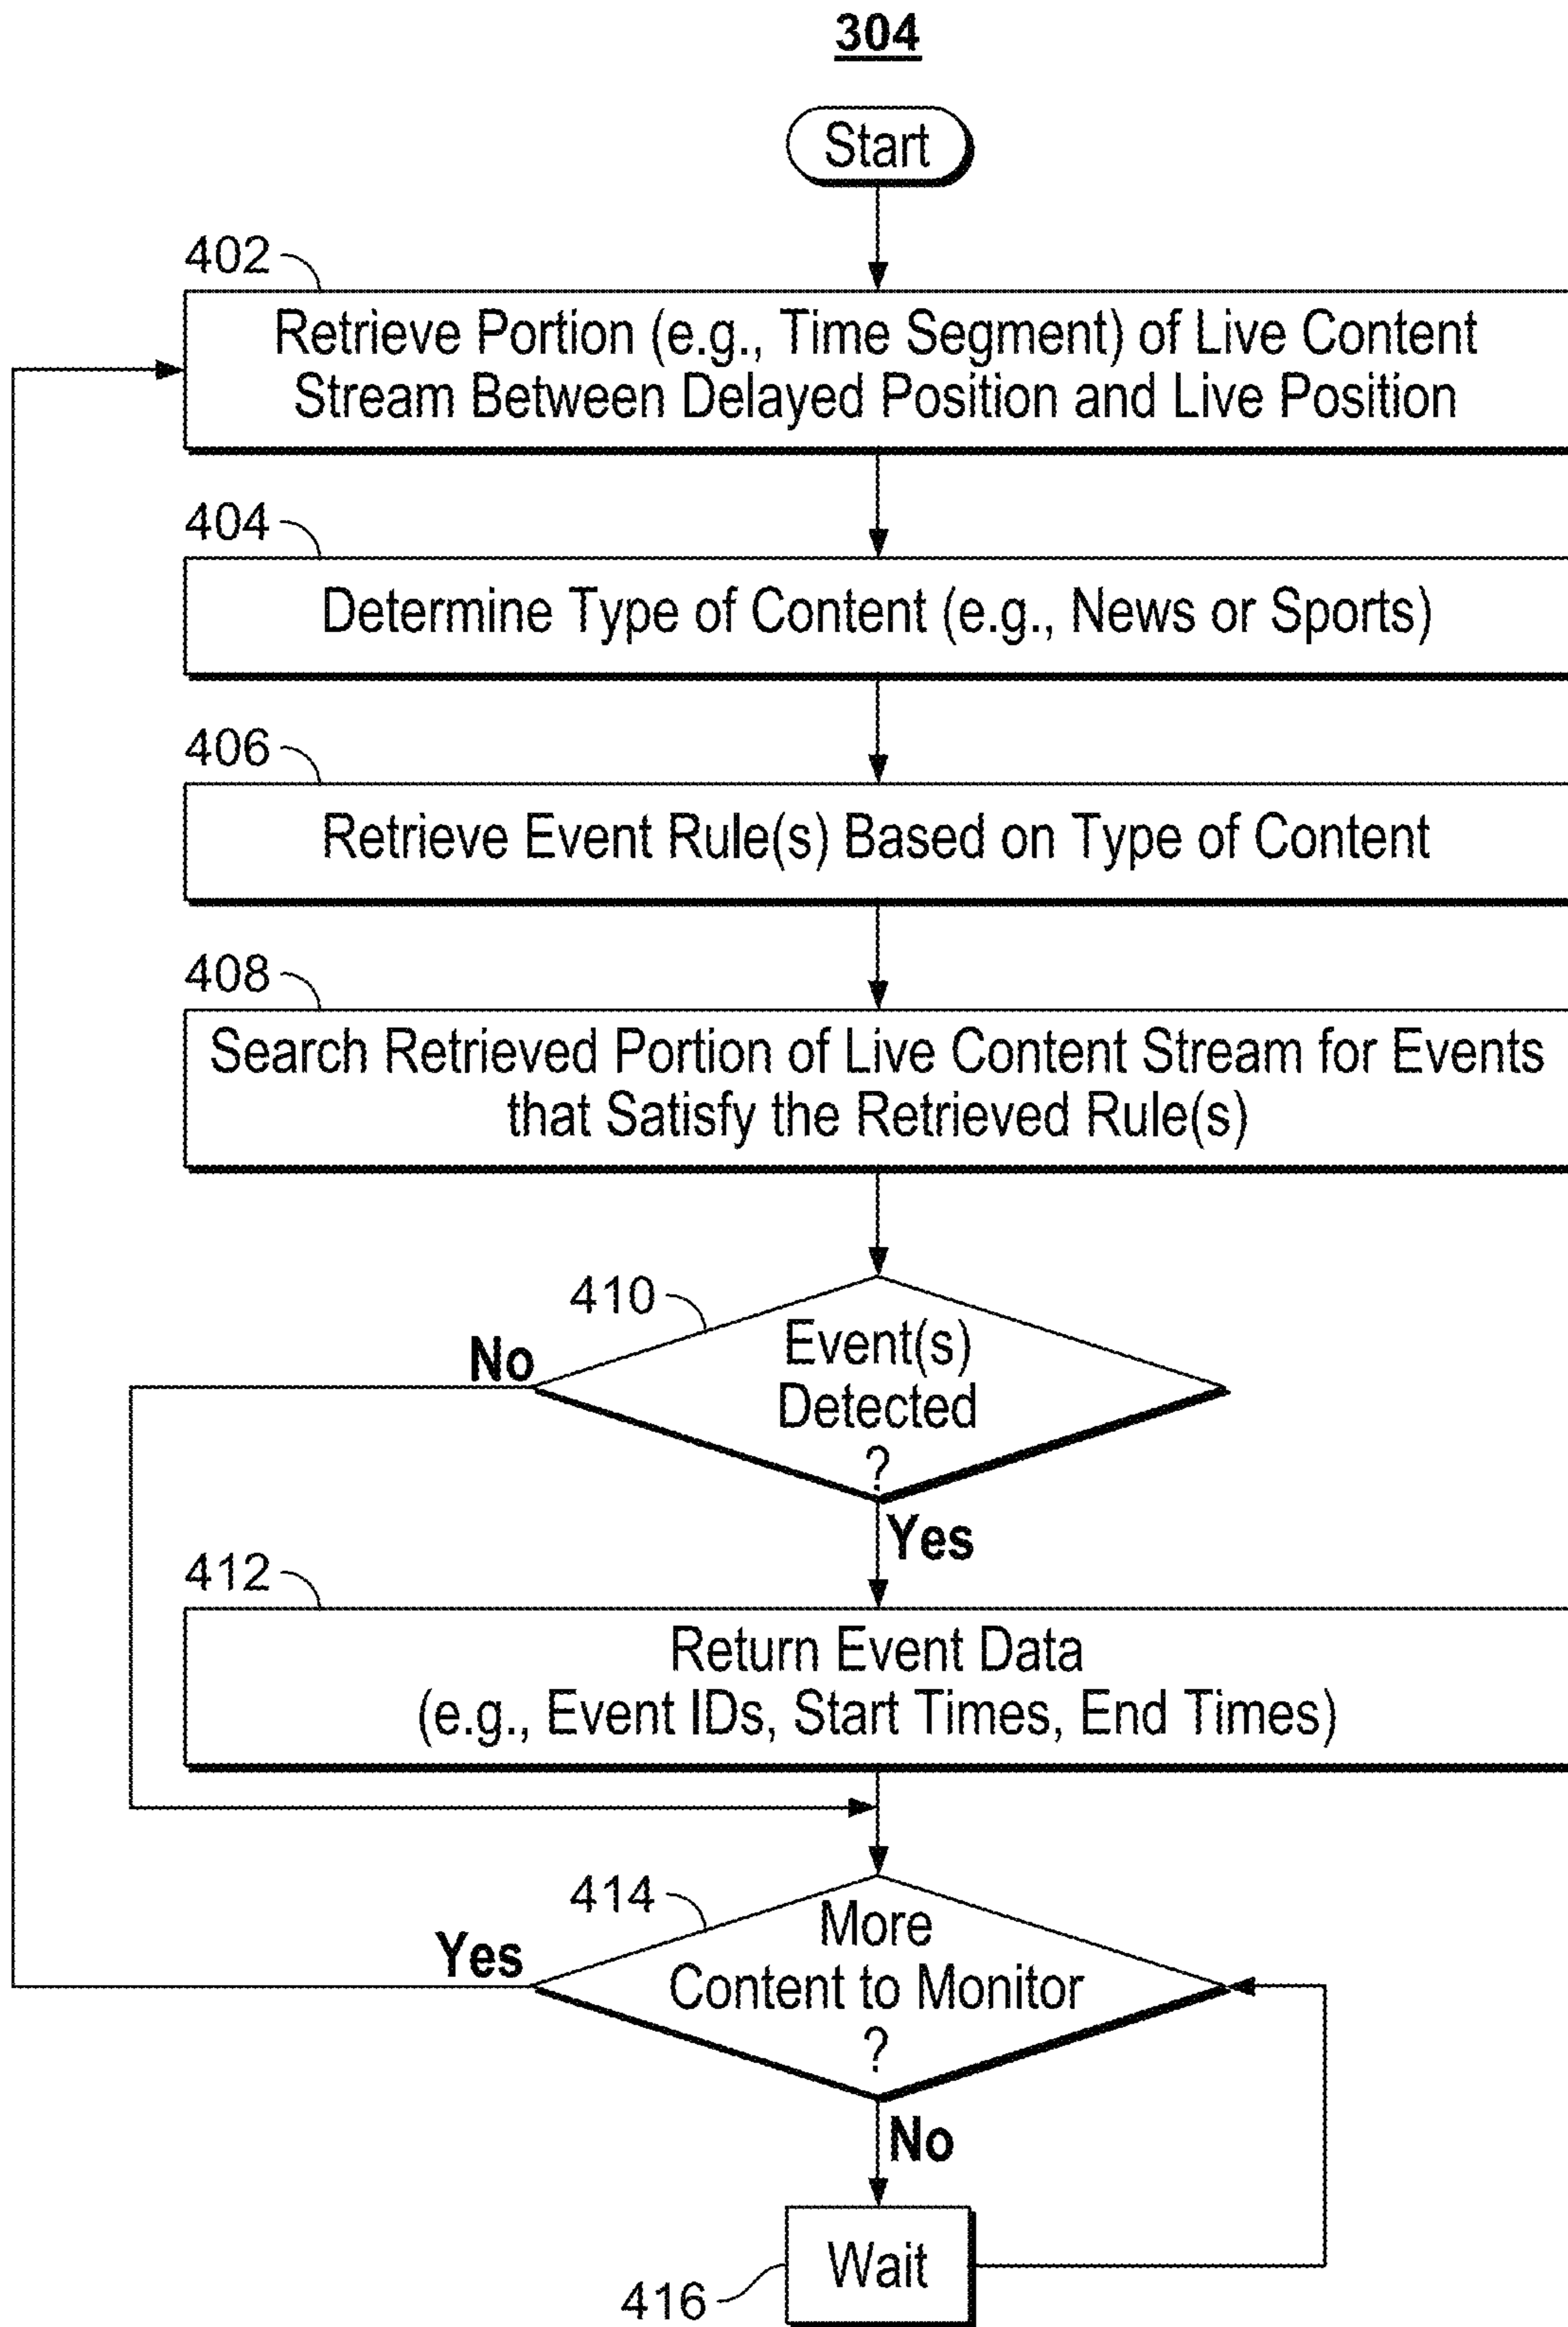 304
Start
402
Retrieve Portion (e.g., Time Segment) of Live Content
Stream Between Delayed Position and Live Position
404
Determine Type of Content (e.g., News or Sports)
406
Retrieve Event Rule(s) Based on Type of Content
408
Search Retrieved Portion of Live Content Stream for Events
that Satisfy the Retrieved Rule(s)
410
No
Event(s)
Detected
?
Yes
412
Return Event Data
(e.g., Event IDs, Start Times, End Times)
414
Yes
More
Content to Monitor
?
No
Wait
416